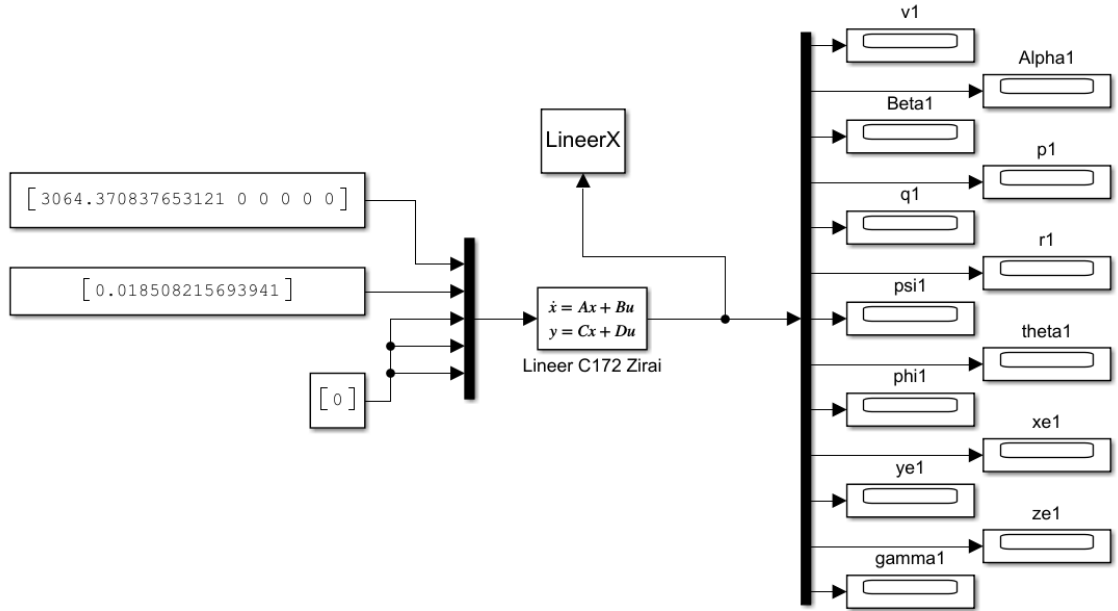 v1
Alpha1
Beta1
LineerX
p1
[3064.370837653121 0 0 0 0 0]
q1
r1
[0.018508215693941]
psi1
ẋ = Ax + Bu
y = Cx + Du
theta1
Lineer C172 Zirai
[0]
phi1
xe1
ye1
ze1
gamma1